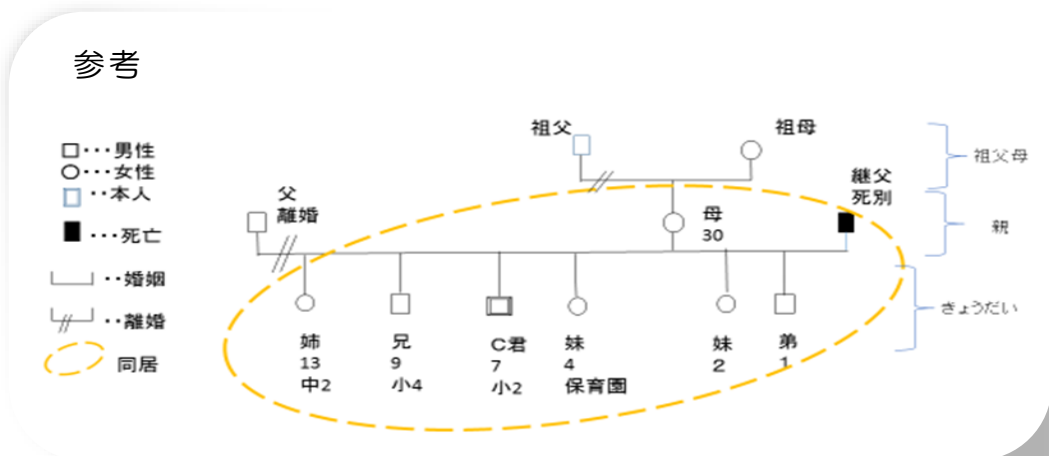 参考
□･･･男性
○･･･女性
□･･本人
■･･･死亡
･･婚姻
･･離婚
同居
祖父
祖母
祖父母
父
離婚
母
30
継父
死別
親
きょうだい
姉
13
中2
兄
9
小4
C君
7
小2
妹
4
保育園
妹
2
弟
1